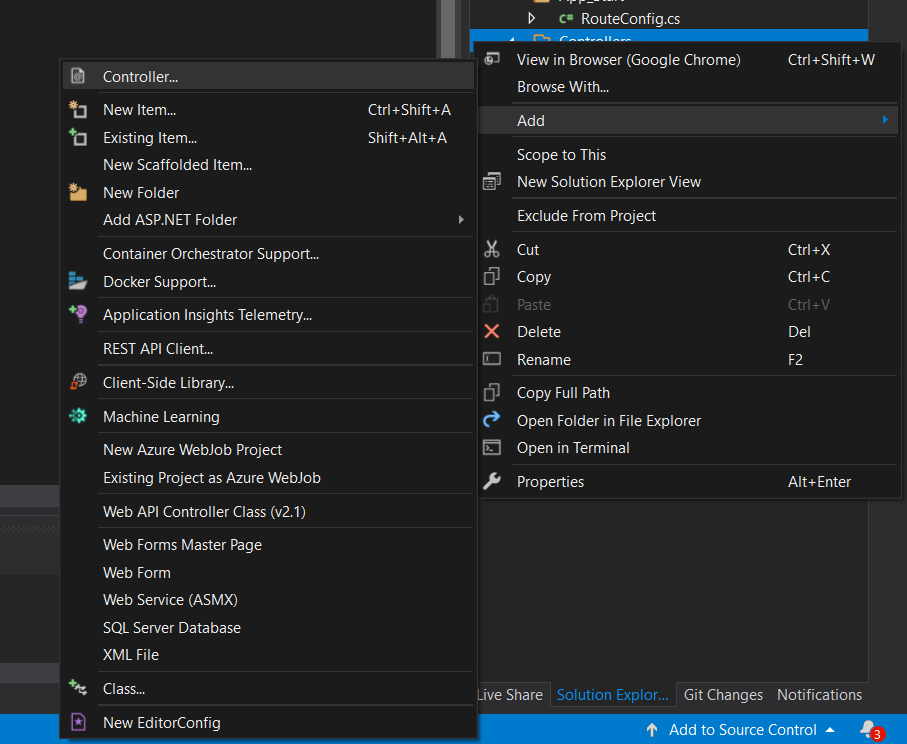 App_Start
C# RouteConfig.cs
Controllers
Controller...
New Item... Ctrl+Shift+A
Existing Item... Shift+Alt+A
New Scaffolded Item...
New Folder
Add ASP.NET Folder
Container Orchestrator Support...
Docker Support...
Application Insights Telemetry...
REST API Client...
Client-Side Library...
Machine Learning
New Azure WebJob Project
Existing Project as Azure WebJob
Web API Controller Class (v2.1)
Web Forms Master Page
Web Form
Web Service (ASMX)
SQL Server Database
XML File
Class...
New EditorConfig
View in Browser (Google Chrome) Ctrl+Shift+W
Browse With...
Add
Scope to This
New Solution Explorer View
Exclude From Project
Cut Ctrl+X
Copy Ctrl+C
Paste Ctrl+V
Delete Del
Rename F2
Copy Full Path
Open Folder in File Explorer
Open in Terminal
Properties Alt+Enter
Live Share Solution Explor... Git Changes Notifications
Add to Source Control 3